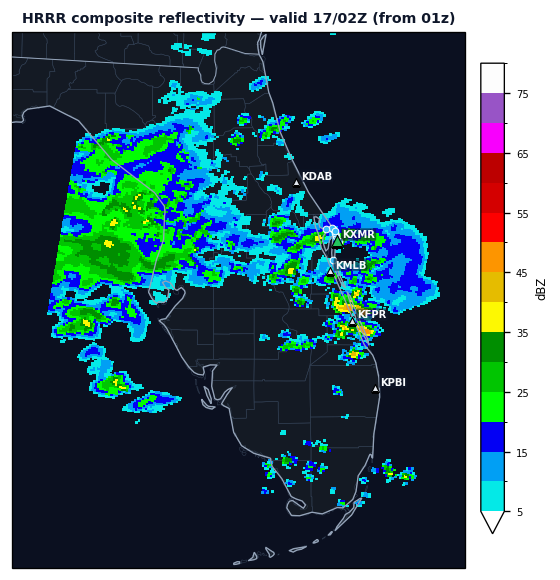 HRRR composite reflectivity — valid 17/02Z (from 01z)
KDAB
KXMR
KMLB
KFPR
KPBI
75
65
55
45
35
25
15
5
dBZ